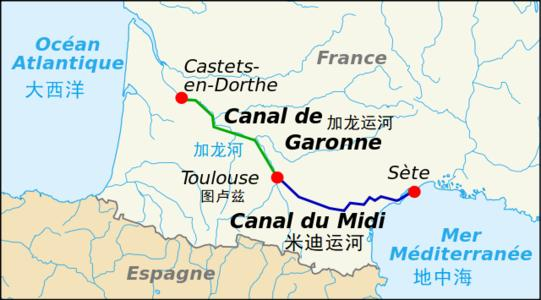 Océan
Atlantique
大西洋
Castets-
en-Dorthe
France
Canal de
Garonne
加龙运河
加龙河
Toulouse
图卢兹
Sète
Canal du Midi
米迪运河
Mer
Méditerranée
地中海
Espagne